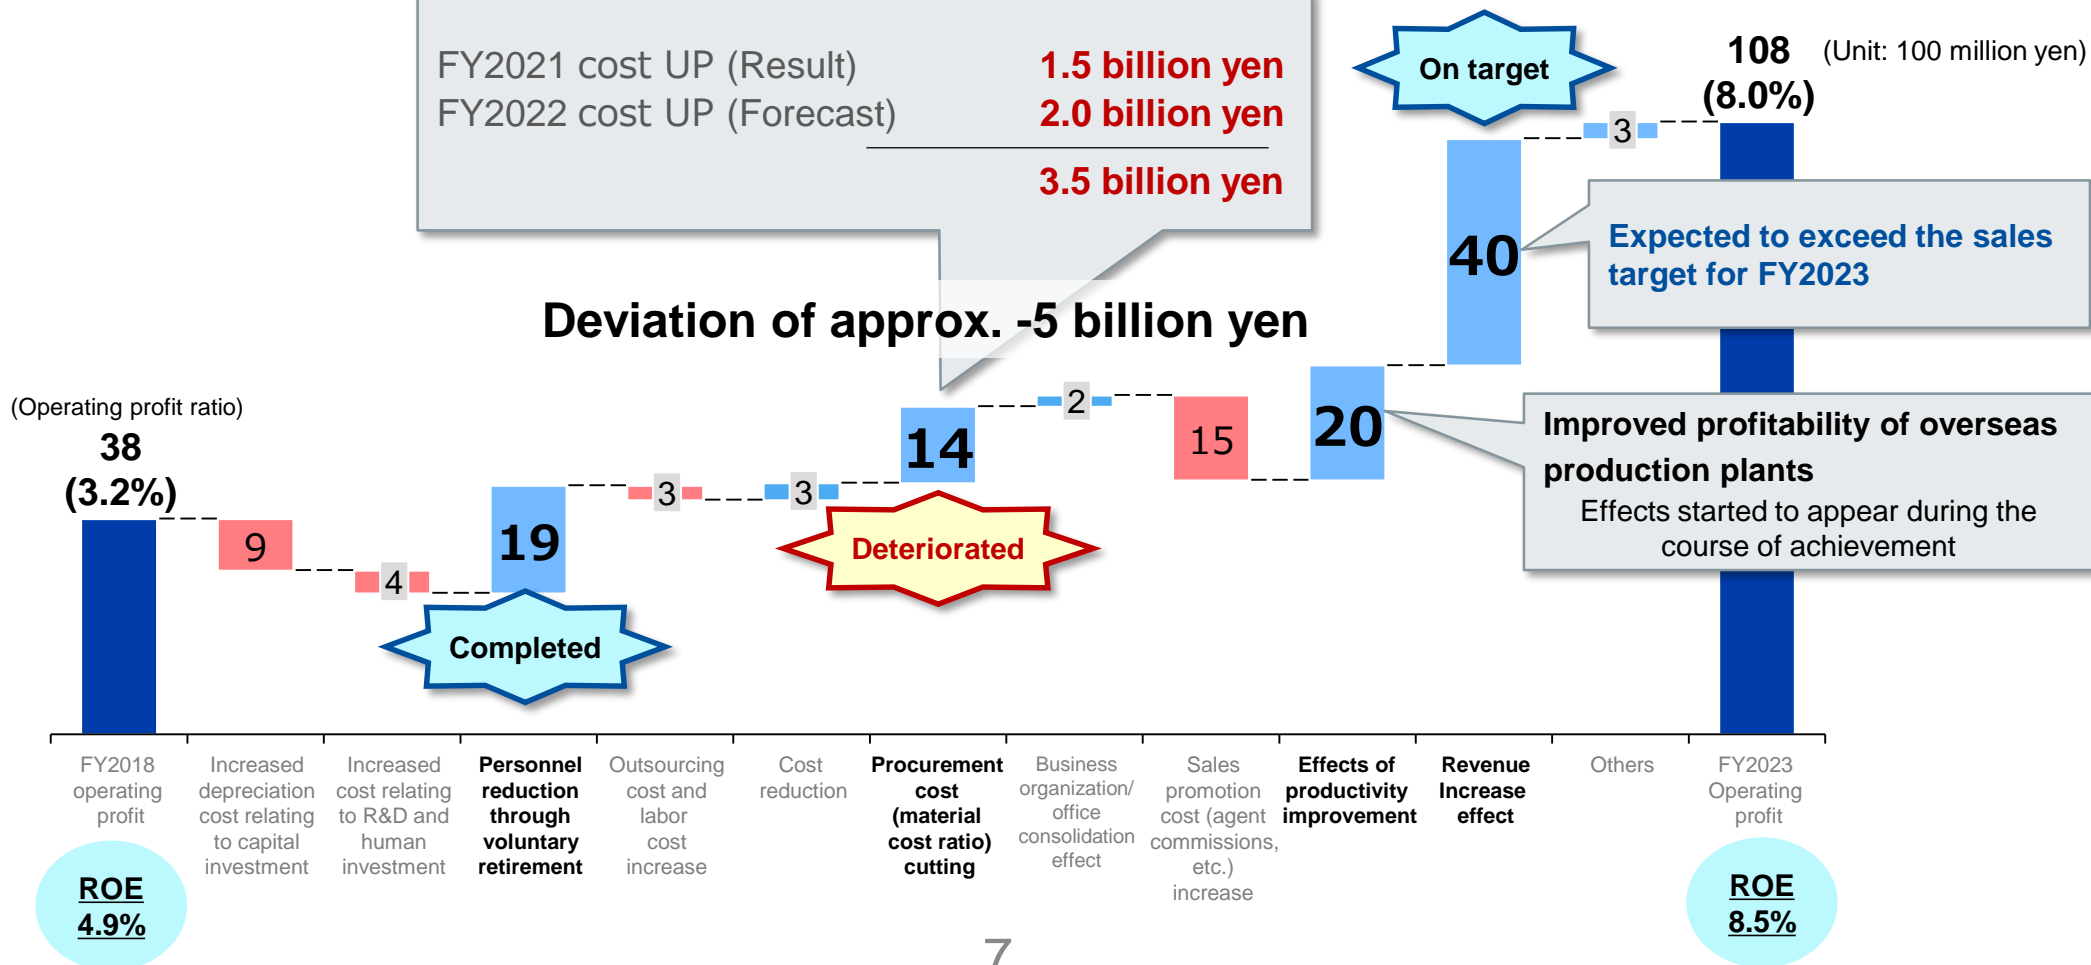 FY2021 cost UP (Result) 1.5 billion yen
FY2022 cost UP (Forecast) 2.0 billion yen
3.5 billion yen
On target
108 (Unit: 100 million yen)
(8.0%)
3
40
Expected to exceed the sales
target for FY2023
Deviation of approx. -5 billion yen
(Operating profit ratio)
38
(3.2%)
9
4
19
Completed
3
3
14
Deteriorated
2
15
20
Improved profitability of overseas
production plants
Effects started to appear during the
course of achievement
FY2018
operating
profit
Increased
depreciation
cost relating
to capital
investment
Increased
cost relating
to R&D and
human
investment
Personnel
reduction
through
voluntary
retirement
Outsourcing
cost and
labor
cost
increase
Cost
reduction
Procurement
cost
(material
cost ratio)
cutting
Business
organization/
office
consolidation
effect
Sales
promotion
cost (agent
commissions,
etc.)
increase
Effects of
productivity
improvement
Revenue
Increase
effect
Others
FY2023
Operating
profit
ROE
4.9%
ROE
8.5%
7